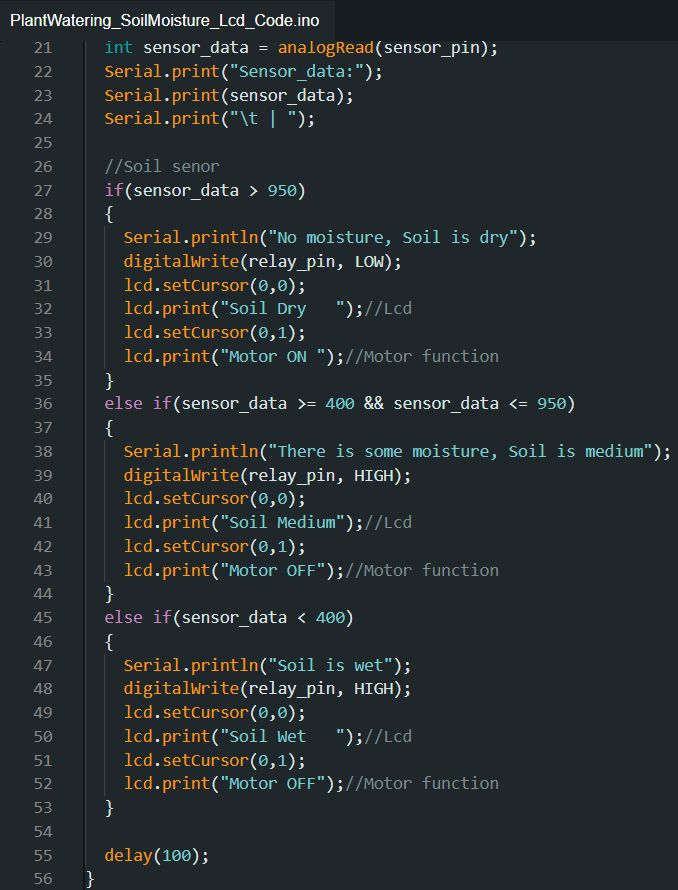 PlantWatering_SoilMoisture_Lcd_Code.ino
21 int sensor_data = analogRead(sensor_pin);
22 Serial.print("Sensor_data:");
23 Serial.print(sensor_data);
24 Serial.print("\t | ");
25
26 //Soil senor
27 if(sensor_data > 950)
28 {
29 Serial.println("No moisture, Soil is dry");
30 digitalWrite(relay_pin, LOW);
31 lcd.setCursor(0,0);
32 lcd.print("Soil Dry   ");//Lcd
33 lcd.setCursor(0,1);
34 lcd.print("Motor ON ");//Motor function
35 }
36 else if(sensor_data >= 400 && sensor_data <= 950)
37 {
38 Serial.println("There is some moisture, Soil is medium");
39 digitalWrite(relay_pin, HIGH);
40 lcd.setCursor(0,0);
41 lcd.print("Soil Medium");//Lcd
42 lcd.setCursor(0,1);
43 lcd.print("Motor OFF");//Motor function
44 }
45 else if(sensor_data < 400)
46 {
47 Serial.println("Soil is wet");
48 digitalWrite(relay_pin, HIGH);
49 lcd.setCursor(0,0);
50 lcd.print("Soil Wet   ");//Lcd
51 lcd.setCursor(0,1);
52 lcd.print("Motor OFF");//Motor function
53 }
54
55 delay(100);
56 }